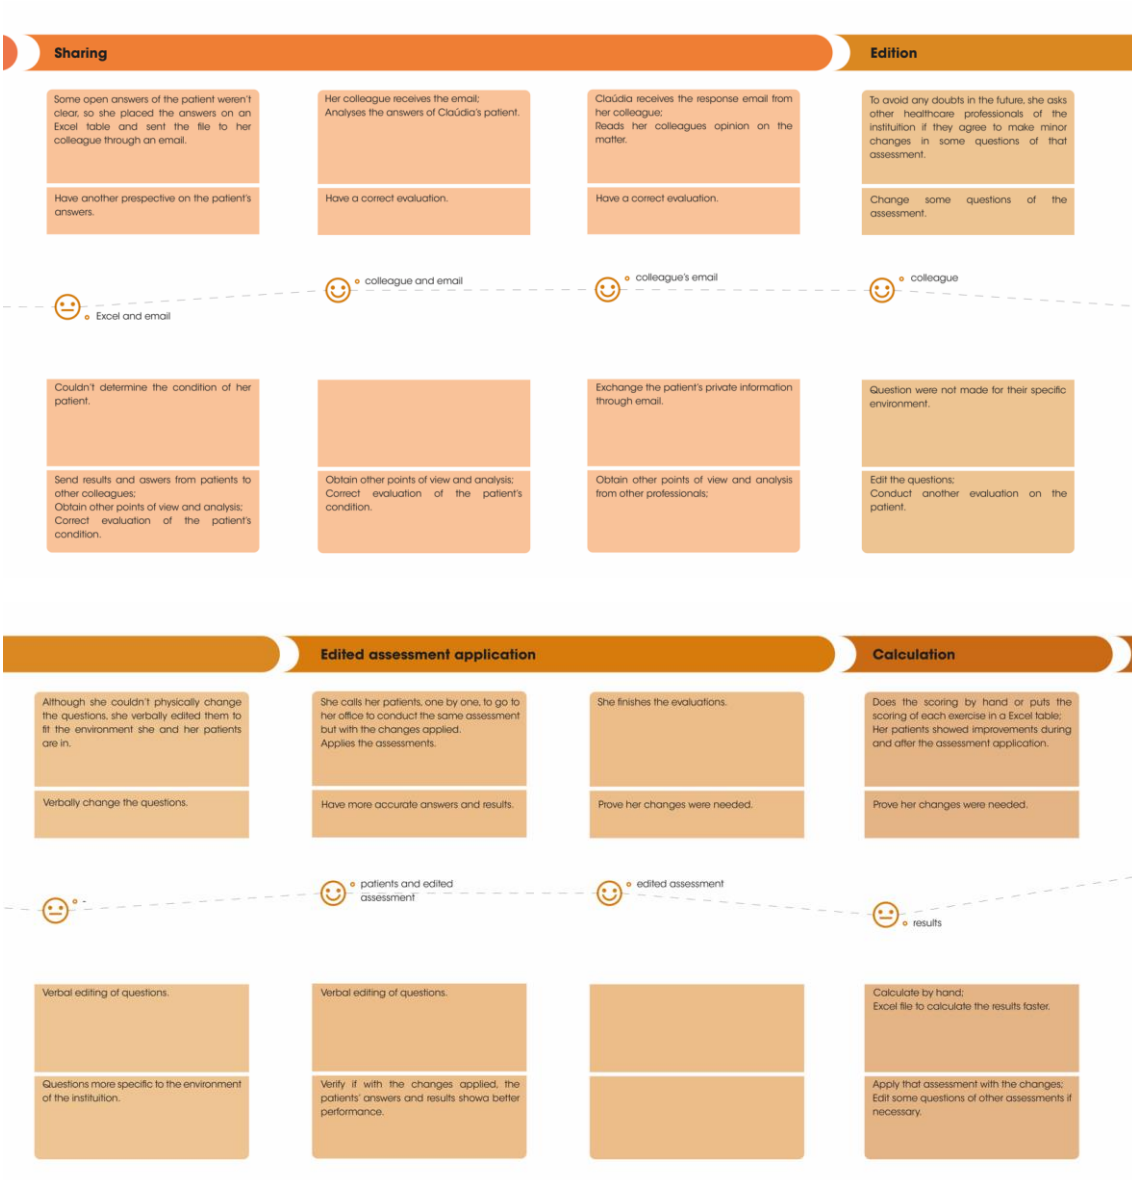 Sharing
Edition
Some open answers of the patient weren't
clear, so she placed the answers on an
Excel table and sent the file to her
colleague through an email.
Her colleague receives the email;
Analyses the answers of Claúdia's patient.
Claúdia receives the response email from
her colleague;
Reads her colleagues opinion on the
matter.
To avoid any doubts in the future, she asks
other healthcare professionals of the
instituition if they agree to make minor
changes in some questions of that
assessment.
Have another prespective on the patient's
answers.
Have a correct evaluation.
Have a correct evaluation.
Change some questions of the
assessment.
Excel and email
colleague and email
colleague's email
colleague
Couldn't determine the condition of her
patient.
Exchange the patient's private information
through email.
Question were not made for their specific
environment.
Send results and aswers from patients to
other colleagues;
Obtain other points of view and analysis;
Correct evaluation of the patient's
condition.
Obtain other points of view and analysis;
Correct evaluation of the patient's
condition.
Obtain other points of view and analysis
from other professionals;
Edit the questions;
Conduct another evaluation on the
patient.
Edited assessment application
Calculation
Although she couldn't physically change
the questions, she verbally edited them to
fit the environment she and her patients
are in.
She calls her patients, one by one, to go to
her office to conduct the same assessment
but with the changes applied.
Applies the assessments.
She finishes the evaluations.
Does the scoring by hand or puts the
scoring of each exercise in a Excel table;
Her patients showed improvements during
and after the assessment application.
Verbally change the questions.
Have more accurate answers and results.
Prove her changes were needed.
Prove her changes were needed.
-
patients and edited
assessment
edited assessment
results
Verbal editing of questions.
Verbal editing of questions.
Calculate by hand;
Excel file to calculate the results faster.
Questions more specific to the environment
of the instituition.
Verify if with the changes applied, the
patients' answers and results showa better
performance.
Apply that assessment with the changes;
Edit some questions of other assessments if
necessary.